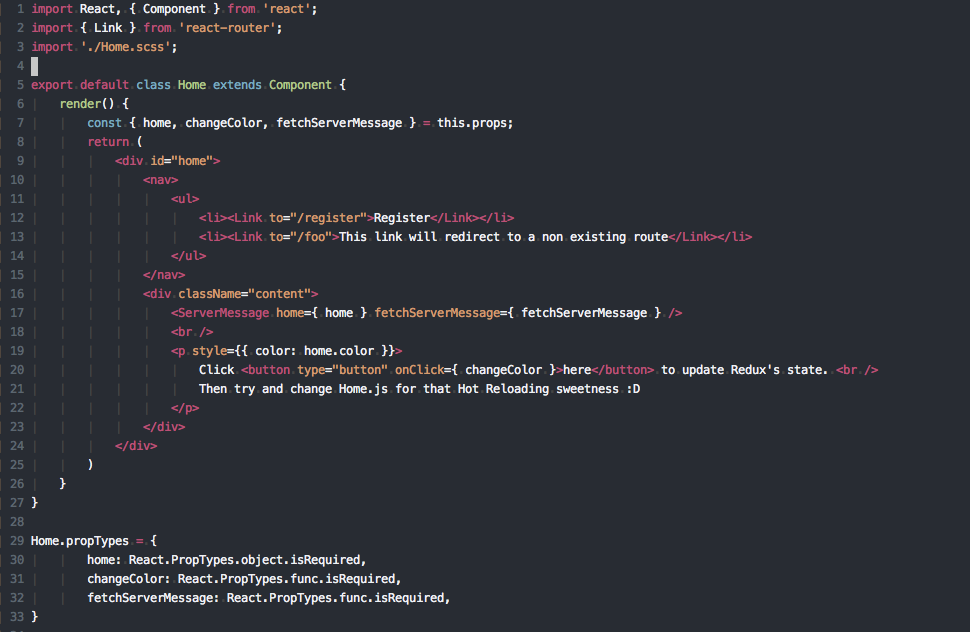 1 import React, { Component } from 'react';
2 import { Link } from 'react-router';
3 import './Home.scss';
4
5 export default class Home extends Component {
6     render() {
7         const { home, changeColor, fetchServerMessage } = this.props;
8         return (
9             <div id="home">
10                 <nav>
11                     <ul>
12                         <li><Link to="/register">Register</Link></li>
13                         <li><Link to="/foo">This link will redirect to a non existing route</Link></li>
14                     </ul>
15                 </nav>
16                 <div className="content">
17                     <ServerMessage home={ home } fetchServerMessage={ fetchServerMessage } />
18                     <br />
19                     <p style={{ color: home.color }}>
20                         Click <button type="button" onClick={ changeColor }>here</button> to update Redux's state. <br />
21                         Then try and change Home.js for that Hot Reloading sweetness :D
22                     </p>
23                 </div>
24             </div>
25         )
26     }
27 }
28
29 Home.propTypes = {
30         home: React.PropTypes.object.isRequired,
31         changeColor: React.PropTypes.func.isRequired,
32         fetchServerMessage: React.PropTypes.func.isRequired,
33 }